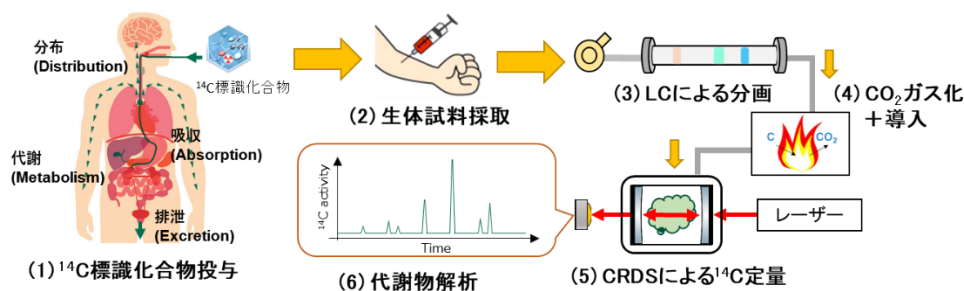 分布
(Distribution)
¹⁴C標識化合物
吸収
(Absorption)
代謝
(Metabolism)
排泄
(Excretion)
(1)¹⁴C標識化合物投与
(2)生体試料採取
(3)LCによる分画
(4)CO₂ガス化
+導入
C
CO₂
レーザー
(5)CRDSによる¹⁴C定量
¹⁴C activity
Time
(6)代謝物解析